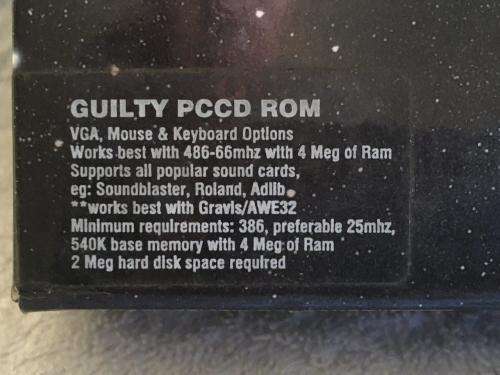 GUILTY PCCD ROM
VGA, Mouse & Keyboard Options
Works best with 486-66mhz with 4 Meg of Ram
Supports all popular sound cards,
eg: Soundblaster, Roland, Adlib.
**works best with Gravis/AWE32
Minimum requirements: 386, preferable 25mhz,
540K base memory with 4 Meg of Ram
2 Meg hard disk space required